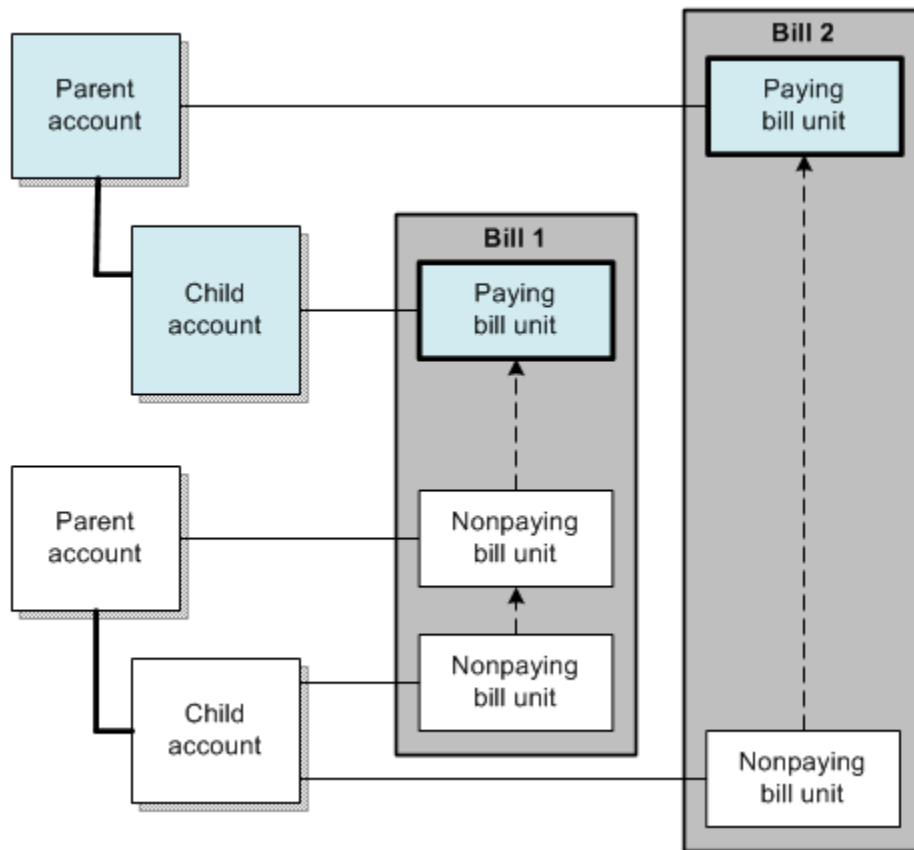 Bill 2
Parent
account
Paying
bill unit
Bill 1
Child
account
Paying
bill unit
Parent
account
Nonpaying
bill unit
Child
account
Nonpaying
bill unit
Nonpaying
bill unit